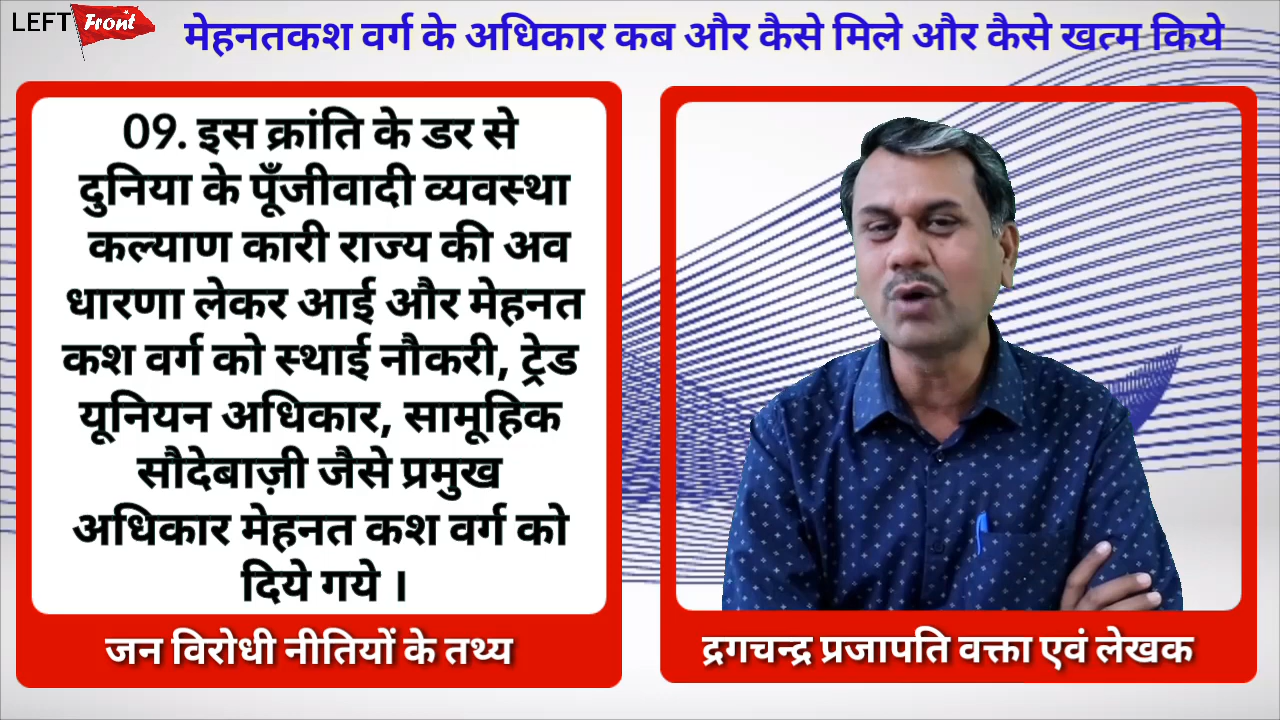 LEFT Front
मेहनतकश वर्ग के अधिकार कब और कैसे मिले और कैसे खत्म किये
09. इस क्रांति के डर से
दुनिया के पूँजीवादी व्यवस्था
कल्याण कारी राज्य की अव
धारणा लेकर आई और मेहनत
कश वर्ग को स्थाई नौकरी, ट्रेड
यूनियन अधिकार, सामूहिक
सौदेबाज़ी जैसे प्रमुख
अधिकार मेहनत कश वर्ग को
दिये गये ।
जन विरोधी नीतियों के तथ्य
द्रगचन्द्र प्रजापति वक्ता एवं लेखक